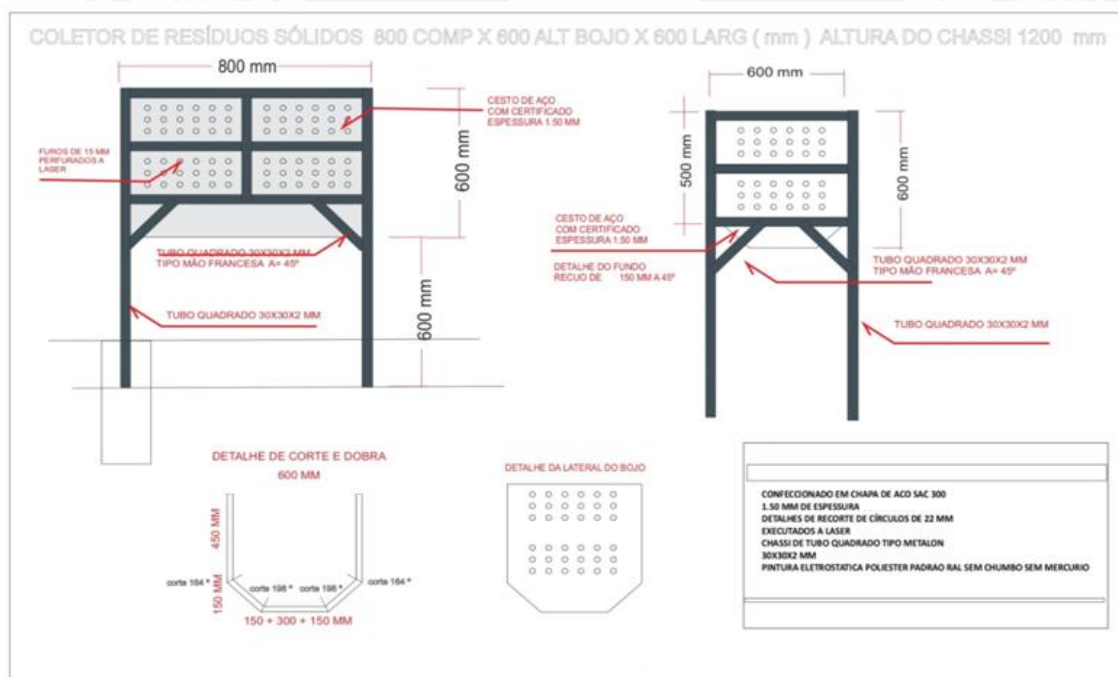 COLETOR DE RESÍDUOS SÓLIDOS 800 COMP X 600 ALT BOJO X 600 LARG ( mm ) ALTURA DO CHASSI 1200 mm
800 mm
600 mm
CESTO DE AÇO
COM CERTIFICADO
ESPESSURA 1.50 MM
FUROS DE 15 MM
PERFURADOS A
LASER
600 mm
500 mm
600 mm
CESTO DE AÇO
COM CERTIFICADO
ESPESSURA 1.50 MM
DETALHE DO FUNDO
RECUO DE 150 MM A 45º
TUBO QUADRADO 30X30X2 MM
TIPO MÃO FRANCESA A= 45º
TUBO QUADRADO 30X30X2 MM
TIPO MÃO FRANCESA A= 45º
600 mm
TUBO QUADRADO 30X30X2 MM
TUBO QUADRADO 30X30X2 MM
DETALHE DE CORTE E DOBRA
600 MM
450 MM
150 MM
corte 164 º
corte 198 º
corte 198 º
corte 164 º
150 + 300 + 150 MM
DETALHE DA LATERAL DO BOJO
CONFECCIONADO EM CHAPA DE ACO SAC 300
1.50 MM DE ESPESSURA
DETALHES DE RECORTE DE CÍRCULOS DE 22 MM
EXECUTADOS A LASER
CHASSI DE TUBO QUADRADO TIPO METALON
30X30X2 MM
PINTURA ELETROSTATICA POLIESTER PADRAO RAL SEM CHUMBO SEM MERCURIO